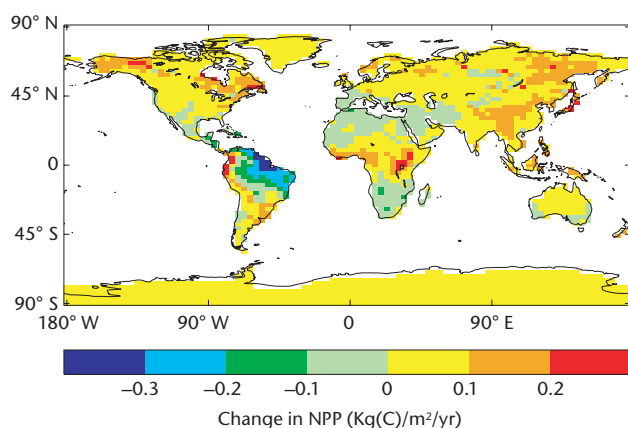 90° N
45° N
0
45° S
90° S
180° W 90° W 0 90° E
−0.3 −0.2 −0.1 0 0.1 0.2
Change in NPP (Kg(C)/m²/yr)